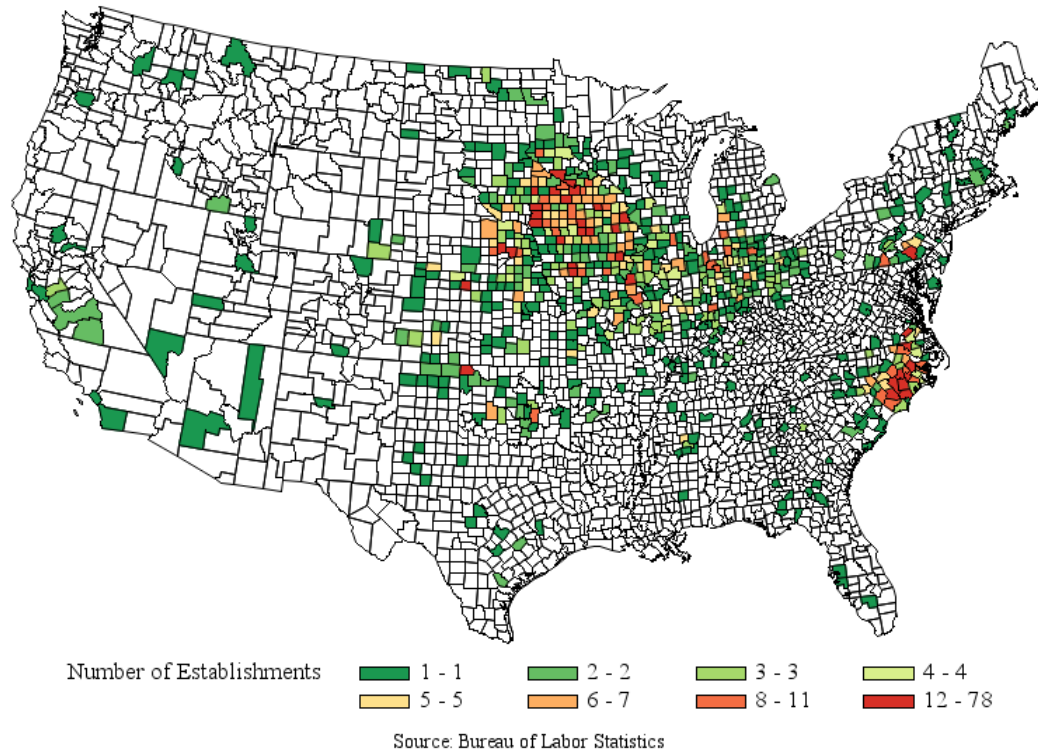 Number of Establishments
1 - 1
2 - 2
3 - 3
4 - 4
5 - 5
6 - 7
8 - 11
12 - 78
Source: Bureau of Labor Statistics